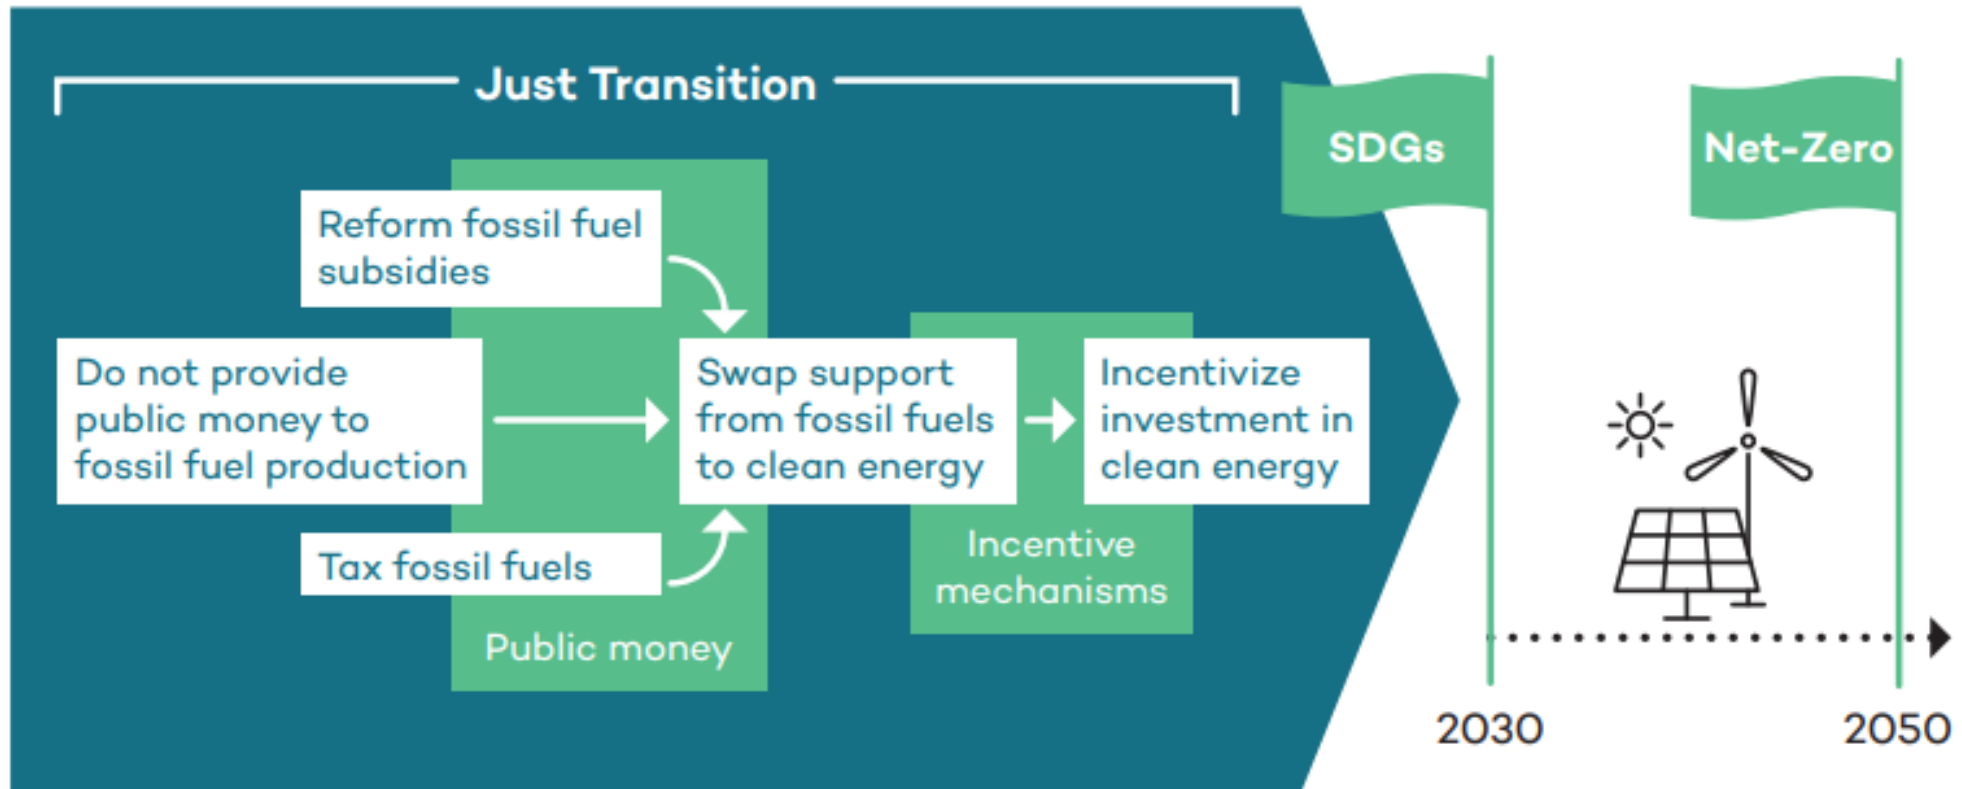 Just Transition
SDGs
Net-Zero
Reform fossil fuel
subsidies
Do not provide
public money to
fossil fuel production
Tax fossil fuels
Public money
Swap support
from fossil fuels
to clean energy
Incentive
mechanisms
Incentivize
investment in
clean energy
2030
2050